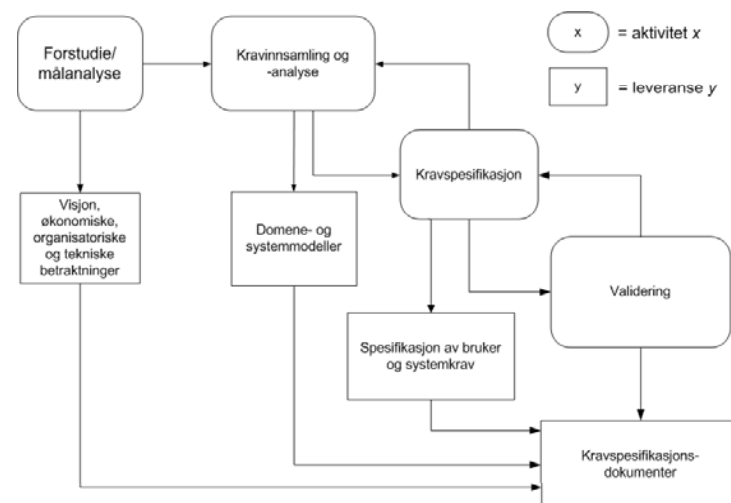 Forstudie/
målanalyse
Kravinnsamling og
-analyse
x
= aktivitet x
y
= leveranse y
Kravspesifikasjon
Visjon,
økonomiske,
organisatoriske
og tekniske
betraktninger
Domene- og
systemmodeller
Validering
Spesifikasjon av bruker
og systemkrav
Kravspesifikasjons-
dokumenter